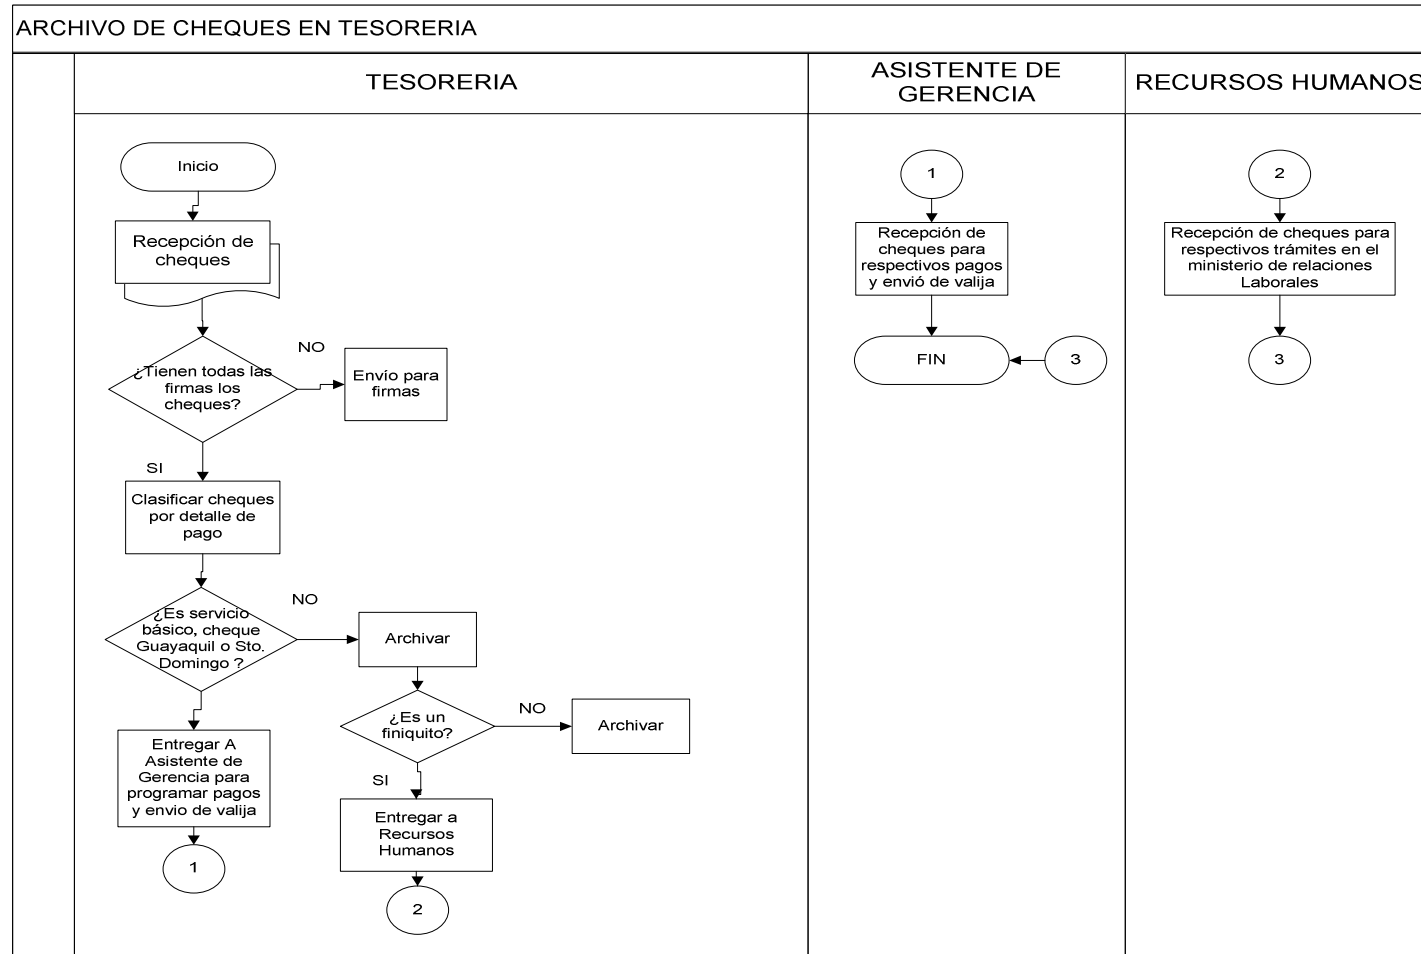 ARCHIVO DE CHEQUES EN TESORERIA
TESORERIA
ASISTENTE DE
GERENCIA
RECURSOS HUMANOS
Inicio
Recepción de
cheques
¿Tienen todas las
firmas los
cheques?
NO
Envío para
firmas
SI
Clasificar cheques
por detalle de
pago
¿Es servicio
básico, cheque
Guayaquil o Sto.
Domingo ?
NO
Archivar
¿Es un
finiquito?
NO
Archivar
SI
Entregar A
Asistente de
Gerencia para
programar pagos
y envio de valija
1
Entregar a
Recursos
Humanos
2
1
Recepción de
cheques para
respectivos pagos
y envió de valija
FIN
3
2
Recepción de cheques para
respectivos trámites en el
ministerio de relaciones
Laborales
3